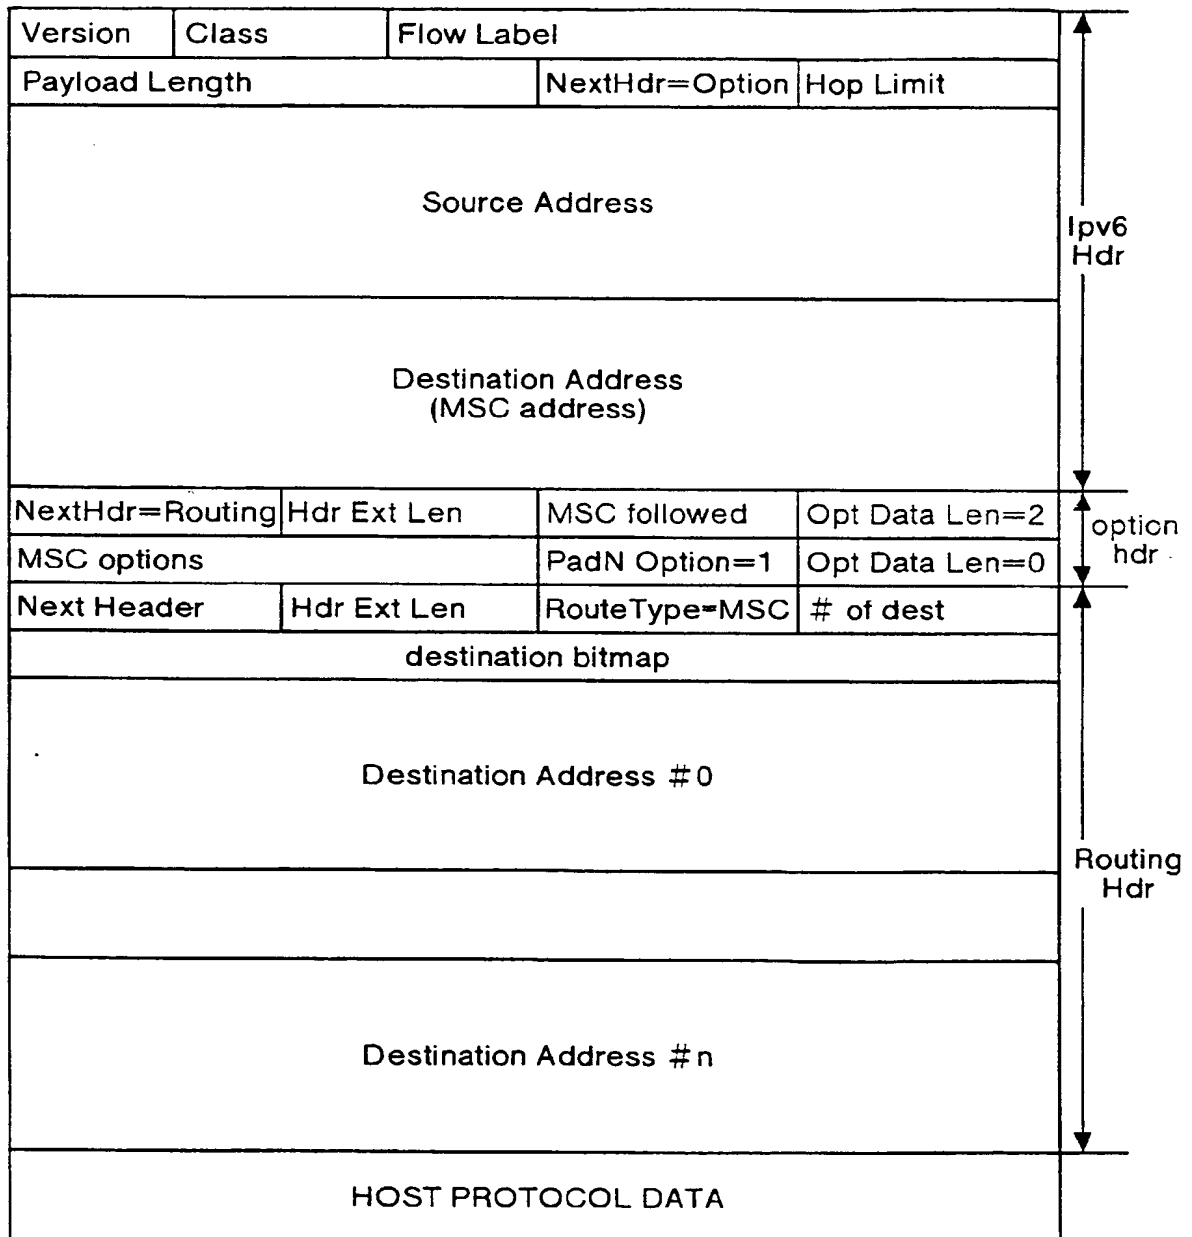 Version Class Flow Label
Payload Length NextHdr=Option Hop Limit
Source Address
Ipv6
Hdr
Destination Address
(MSC address)
NextHdr=Routing Hdr Ext Len MSC followed Opt Data Len=2
option
hdr
MSC options PadN Option=1 Opt Data Len=0
Next Header Hdr Ext Len RouteType=MSC # of dest
destination bitmap
Destination Address #0
Routing
Hdr
Destination Address #n
HOST PROTOCOL DATA